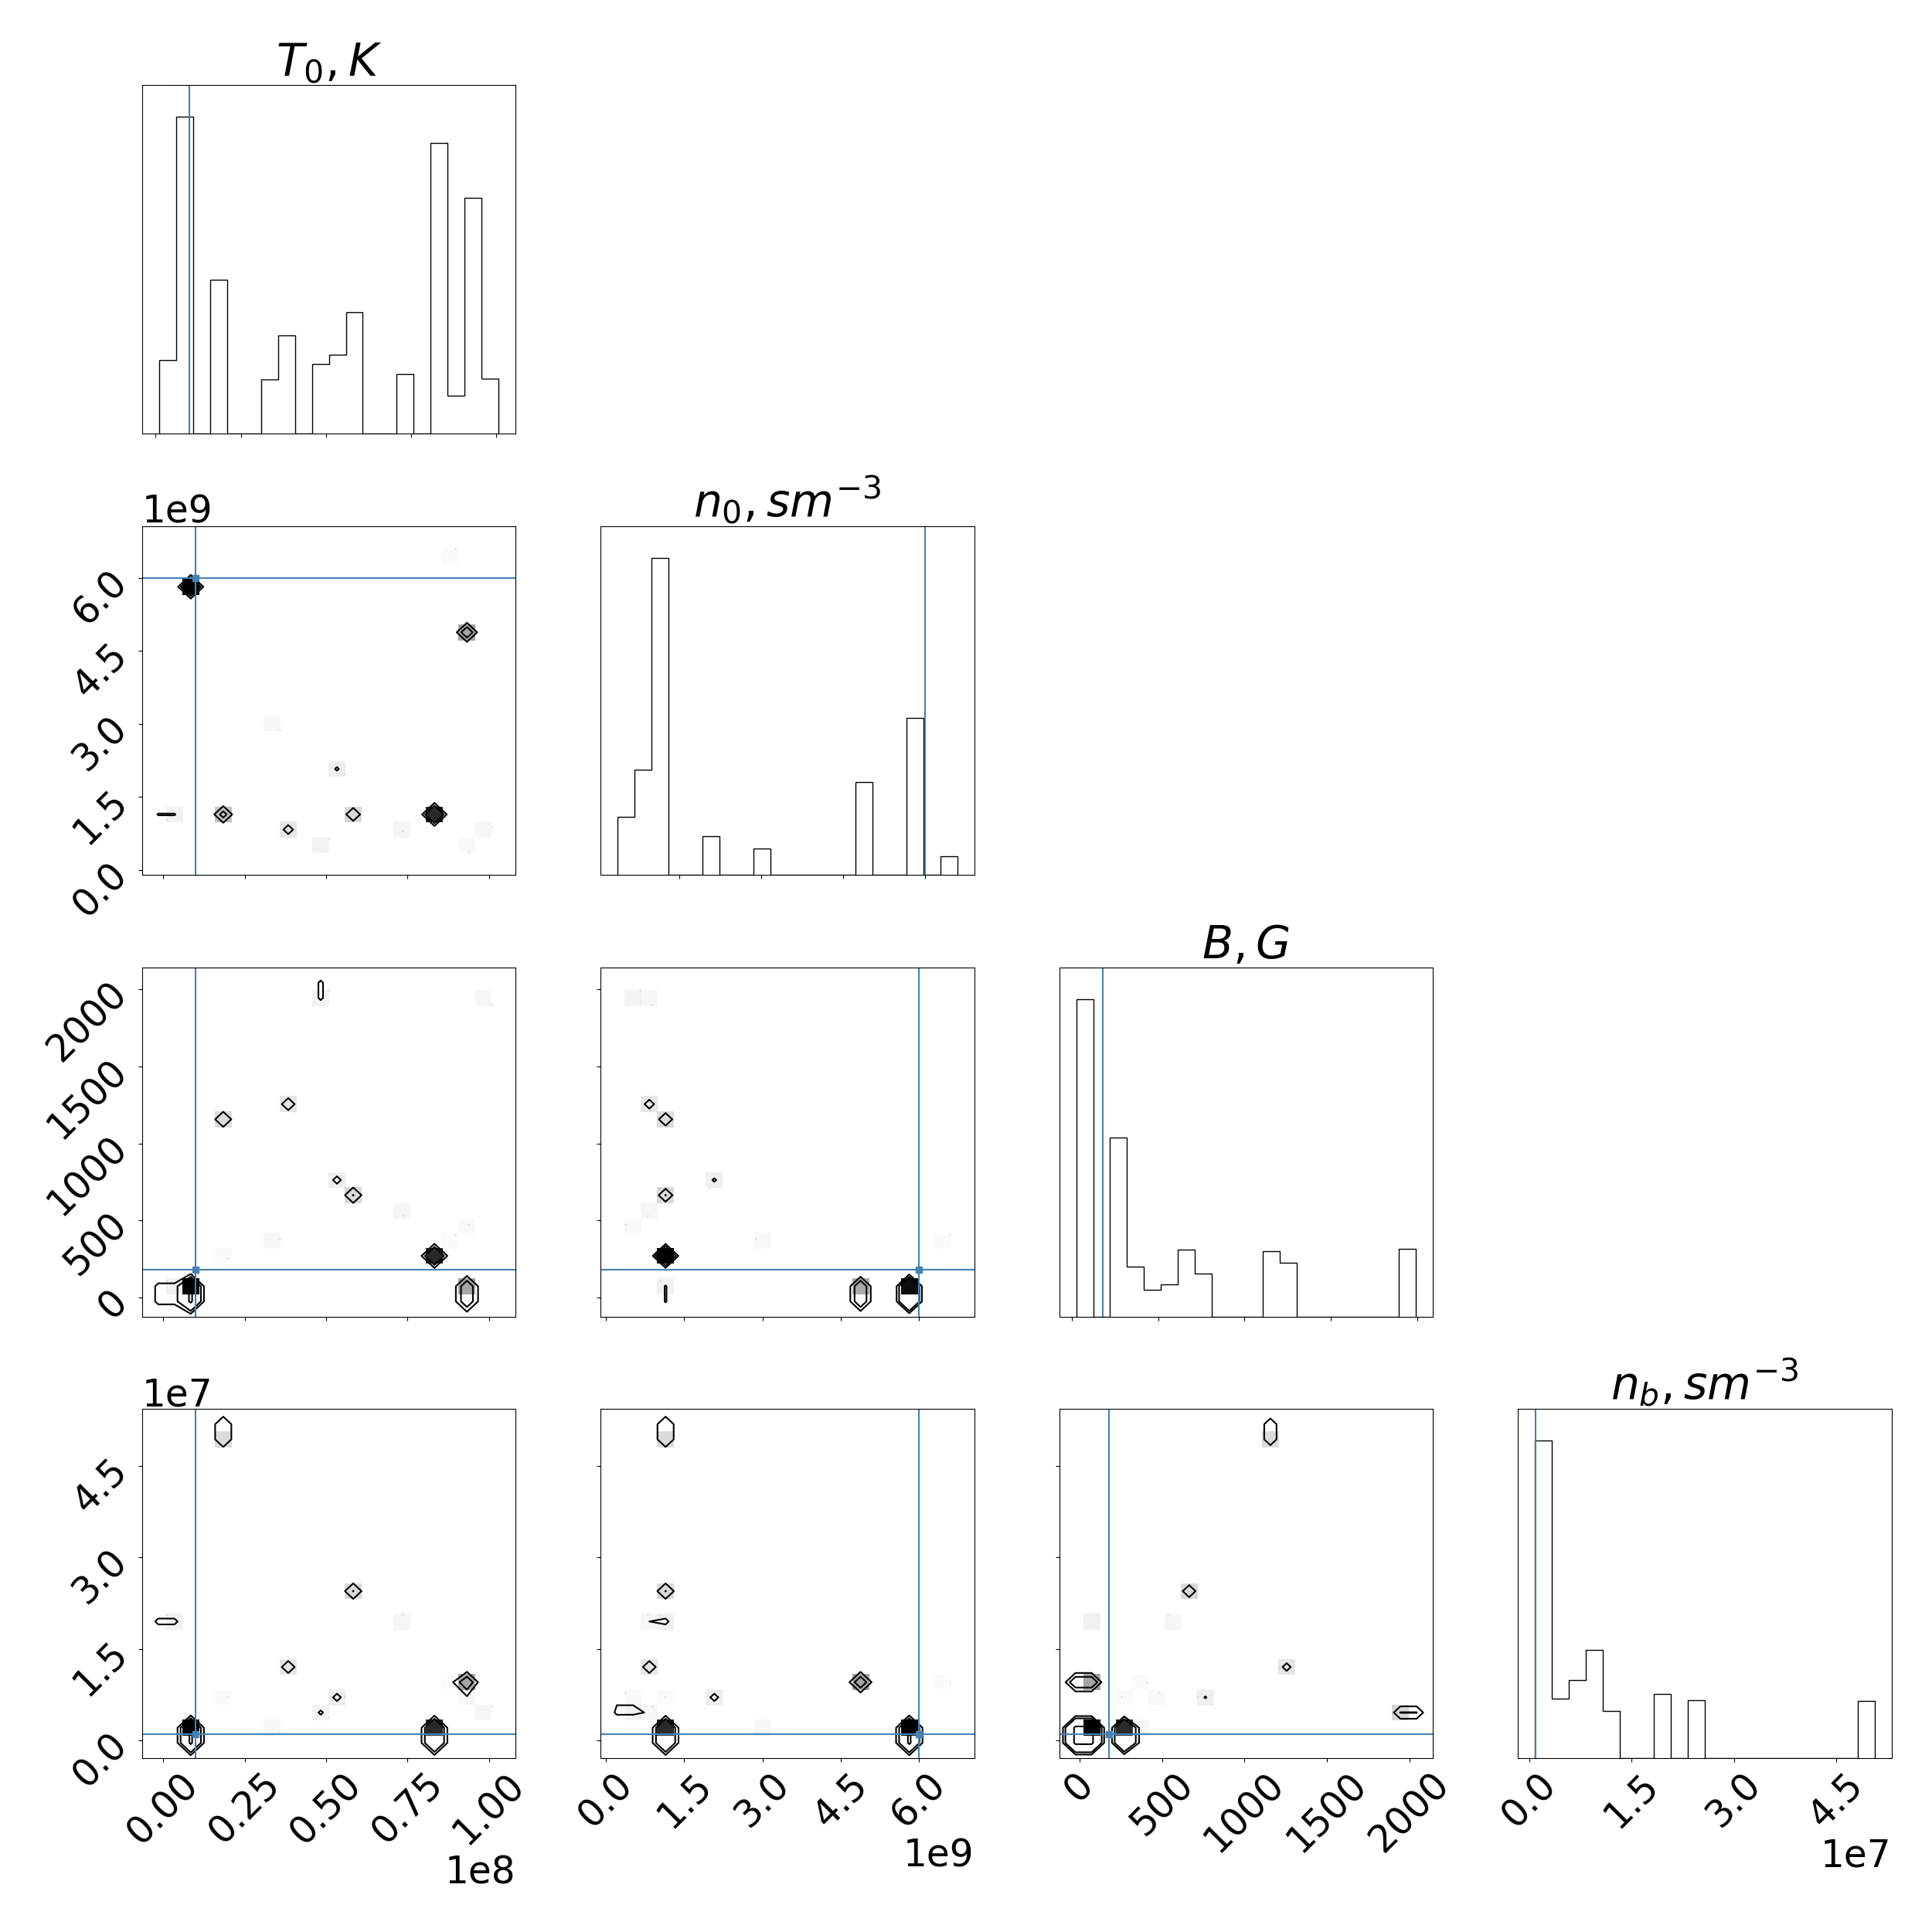 T₀, K
1e9
n₀, sm⁻³
6.0
4.5
3.0
1.5
0.0
B, G
2000
1500
1000
500
0
1e7
n_b, sm⁻³
4.5
3.0
1.5
0.0
0.00 0.25 0.50 0.75 1.00
1e8
0.0 1.5 3.0 4.5 6.0
1e9
0 500 1000 1500 2000
0.0 1.5 3.0 4.5
1e7